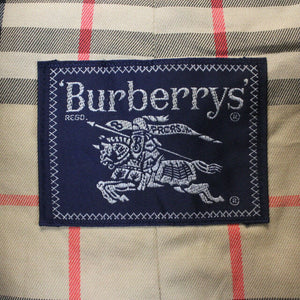 'Burberrys'
REGD. ®
PRORSUM
®